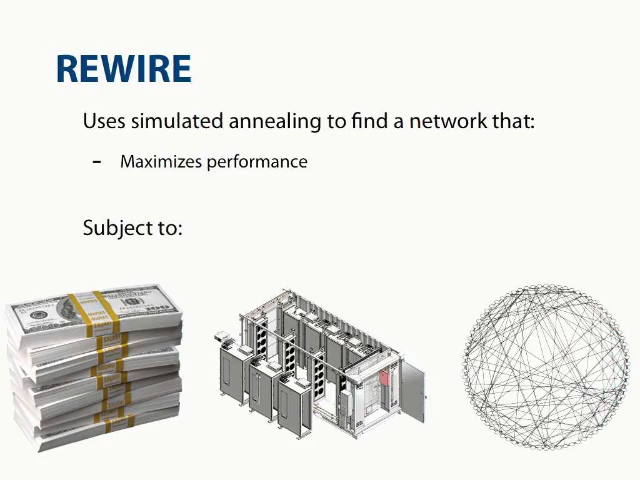 REWIRE
Uses simulated annealing to find a network that:
– Maximizes performance
Subject to: